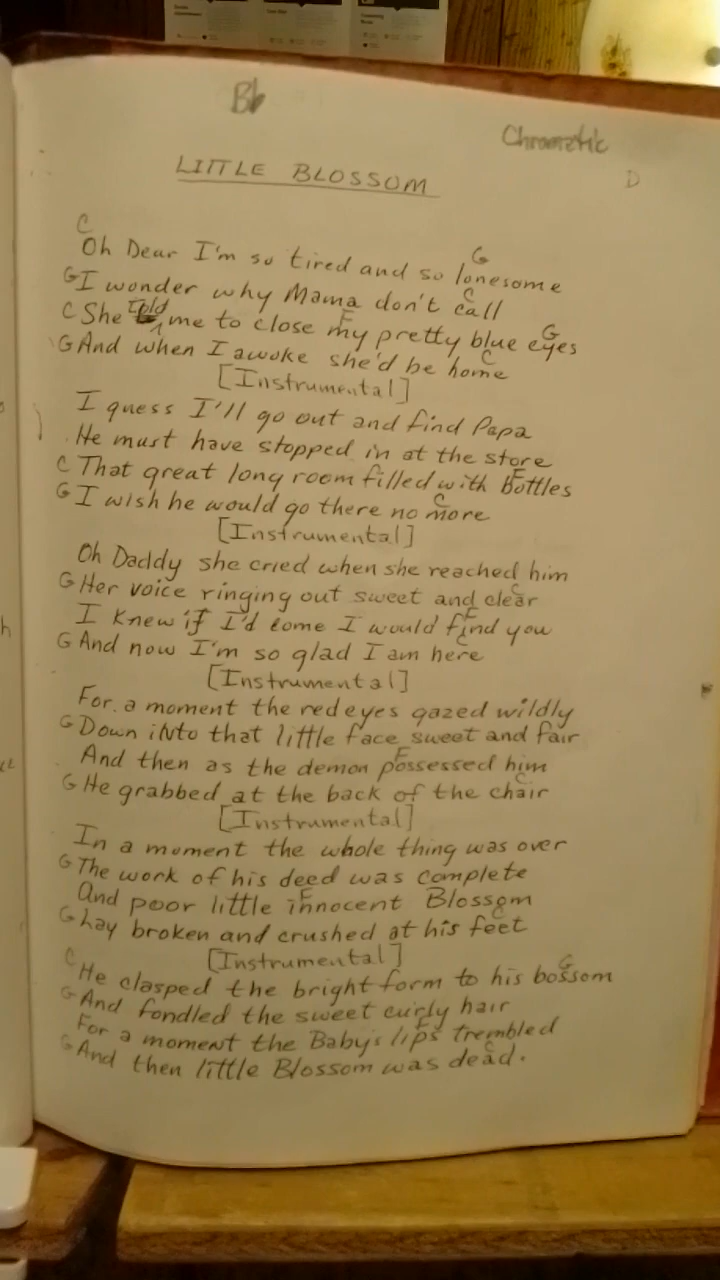 Bb
Chromatic
LITTLE BLOSSOM
D
C
G
Oh Dear I'm so tired and so lonesome
G I wonder why Mama don't call
C
C She told me to close my pretty blue eyes
F
G
G And when I awoke she'd be home
C
[Instrumental]
I guess I'll go out and find Papa
He must have stopped in at the store
C That great long room filled with bottles
F
G I wish he would go there no more
C
[Instrumental]
Oh Daddy she cried when she reached him
G Her voice ringing out sweet and clear
C
I knew if I'd come I would find you
F
G And now I'm so glad I am here
C
[Instrumental]
For a moment the red eyes gazed wildly
G Down iNto that little face sweet and fair
And then as the demon possessed him
F
G He grabbed at the back of the chair
C
[Instrumental]
In a moment the whole thing was over
G The work of his deed was complete
And poor little innocent Blossom
F
G Lay broken and crushed at his feet
C
[Instrumental]
C
G
He clasped the bright form to his bossom
G And fondled the sweet curly hair
For a moment the Baby's lips trembled
F
G And then little Blossom was dead.
C